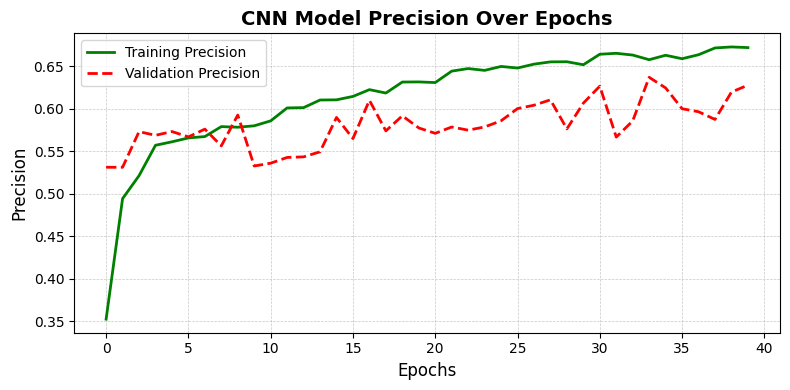 CNN Model Precision Over Epochs
Training Precision
Validation Precision
Precision
0.65
0.60
0.55
0.50
0.45
0.40
0.35
0 5 10 15 20 25 30 35 40
Epochs